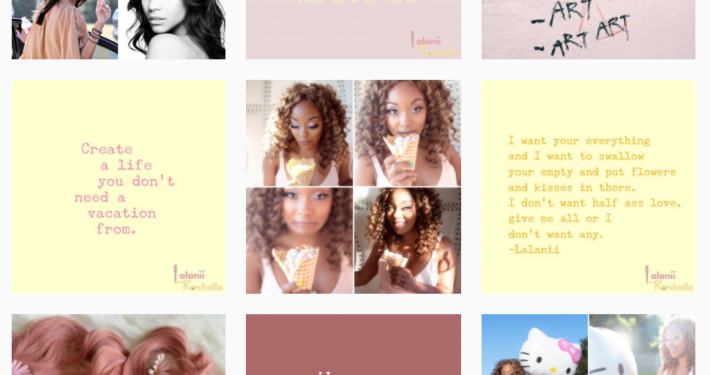 - ART
- ART ART
lalanii
Create
a life
you don't
need a
vacation
from.
lalanii
Rochelle
I want your everything
and I want to swallow
your empty and put flowers
and kisses in there.
I don't want half ass love,
give me all or I
don't want any.
-Lalanii
lalanii
Rochelle